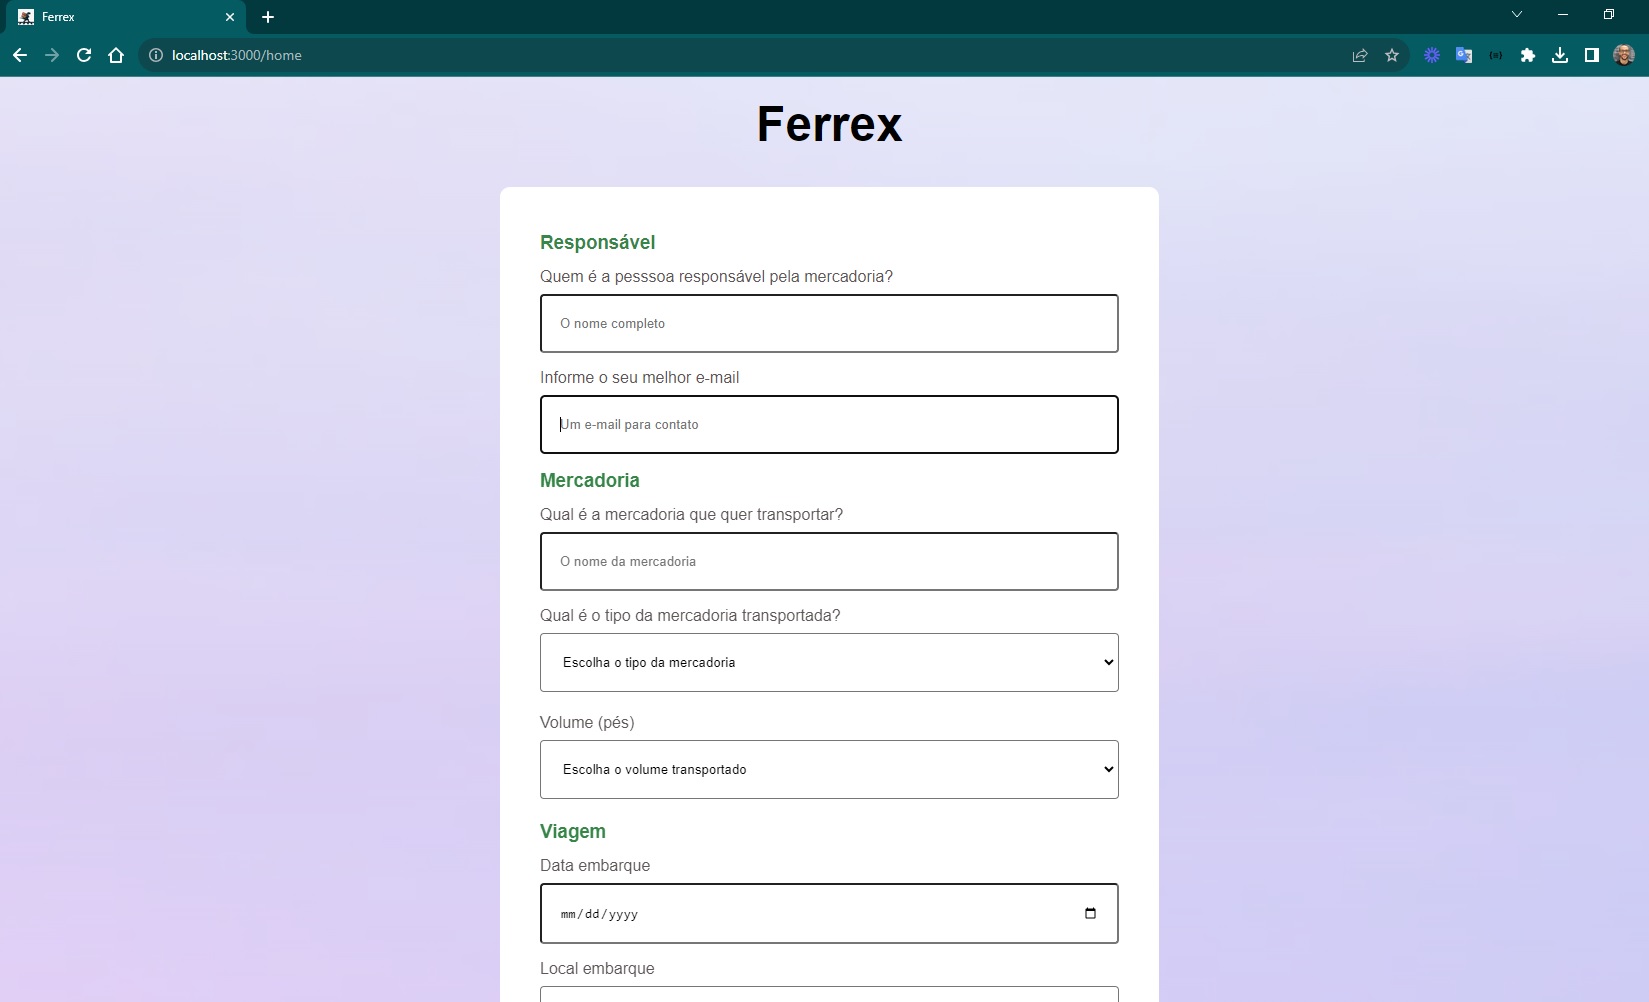 Ferrex
localhost:3000/home
Ferrex
Responsável
Quem é a pesssoa responsável pela mercadoria?
O nome completo
Informe o seu melhor e-mail
Um e-mail para contato
Mercadoria
Qual é a mercadoria que quer transportar?
O nome da mercadoria
Qual é o tipo da mercadoria transportada?
Escolha o tipo da mercadoria
Volume (pés)
Escolha o volume transportado
Viagem
Data embarque
mm/dd/yyyy
Local embarque